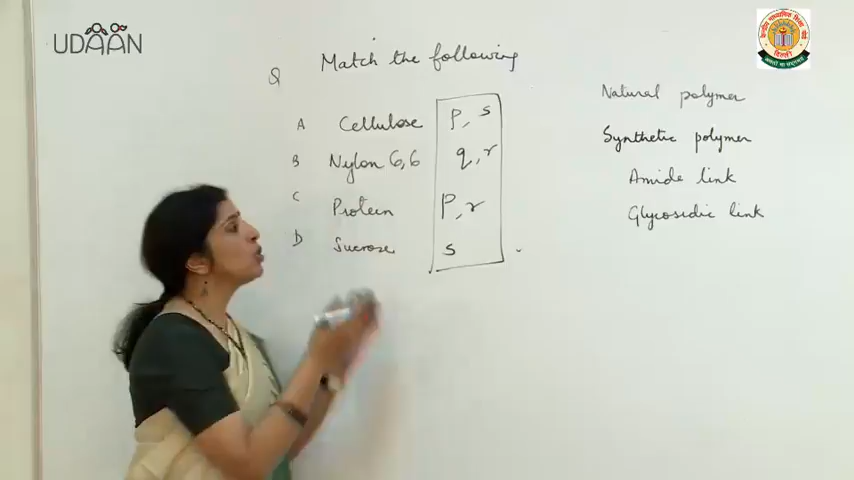 UDAAN
Q Match the following
A Cellulose p, s
B Nylon 6,6 q, r
C Protein p, r
D Sucrose s
Natural polymer
Synthetic polymer
Amide link
Glycosidic link